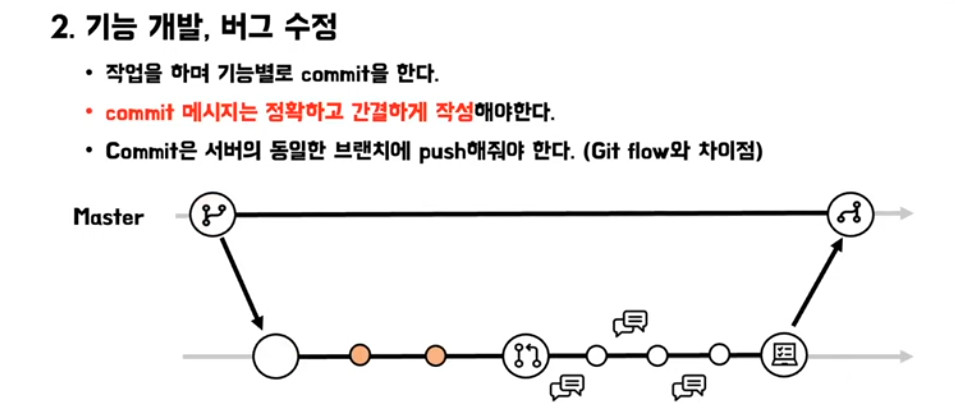 2. 기능 개발, 버그 수정
• 작업을 하며 기능별로 commit을 한다.
• commit 메시지는 정확하고 간결하게 작성해야한다.
• Commit은 서버의 동일한 브랜치에 push해줘야 한다. (Git flow와 차이점)
Master